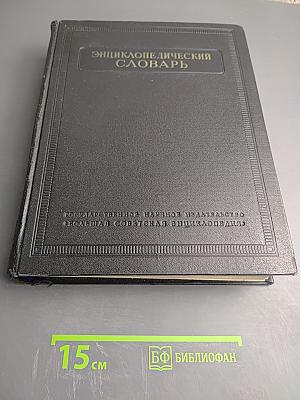 ЭНЦИКЛОПЕДИЧЕСКИЙ
СЛОВАРЬ
ГОСУДАРСТВЕННОЕ НАУЧНОЕ ИЗДАТЕЛЬСТВО
«БОЛЬШАЯ СОВЕТСКАЯ ЭНЦИКЛОПЕДИЯ»
15 см
БФ БИБЛИОФАН